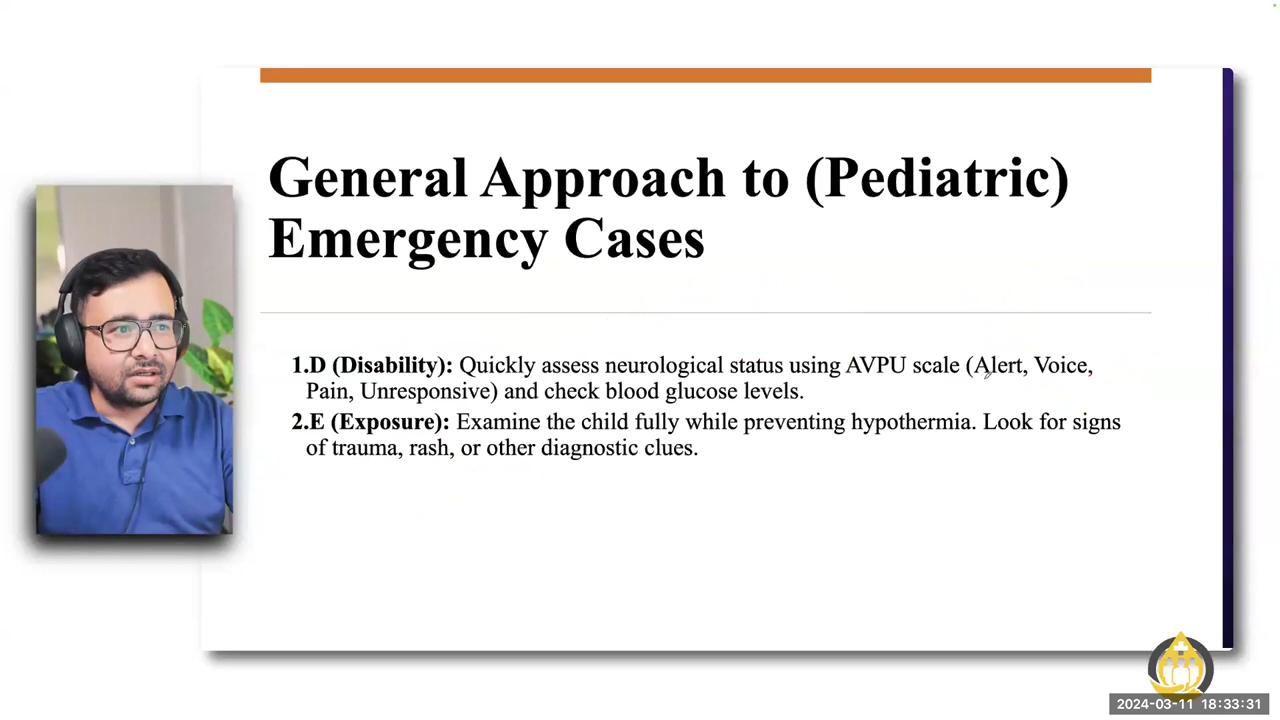 General Approach to (Pediatric)
Emergency Cases
1.D (Disability): Quickly assess neurological status using AVPU scale (Alert, Voice,
Pain, Unresponsive) and check blood glucose levels.
2.E (Exposure): Examine the child fully while preventing hypothermia. Look for signs
of trauma, rash, or other diagnostic clues.
2024-03-11 18:33:31